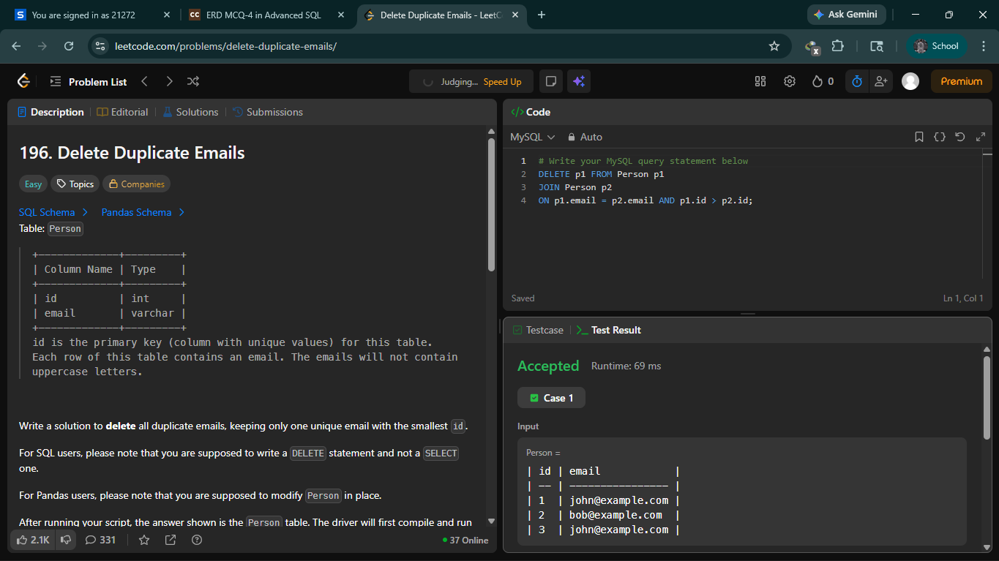 You are signed in as 21272
CC ERD MCQ-4 in Advanced SQL
Delete Duplicate Emails - LeetC
Ask Gemini
leetcode.com/problems/delete-duplicate-emails/
School
Problem List
Judging... Speed Up
0
Premium
Description
Editorial
Solutions
Submissions
196. Delete Duplicate Emails
Easy
Topics
Companies
SQL Schema
Pandas Schema
Table: Person
+-------------+---------+
| Column Name | Type    |
+-------------+---------+
| id          | int     |
| email       | varchar |
+-------------+---------+
id is the primary key (column with unique values) for this table.
Each row of this table contains an email. The emails will not contain
uppercase letters.
Write a solution to delete all duplicate emails, keeping only one unique email with the smallest id.
For SQL users, please note that you are supposed to write a DELETE statement and not a SELECT
one.
For Pandas users, please note that you are supposed to modify Person in place.
After running your script, the answer shown is the Person table. The driver will first compile and run
2.1K
331
37 Online
</> Code
MySQL
Auto
1 # Write your MySQL query statement below
2 DELETE p1 FROM Person p1
3 JOIN Person p2
4 ON p1.email = p2.email AND p1.id > p2.id;
Saved
Ln 1, Col 1
Testcase
>_ Test Result
Accepted
Runtime: 69 ms
Case 1
Input
Person =
| id | email            |
| -- | ---------------- |
| 1  | john@example.com |
| 2  | bob@example.com  |
| 3  | john@example.com |